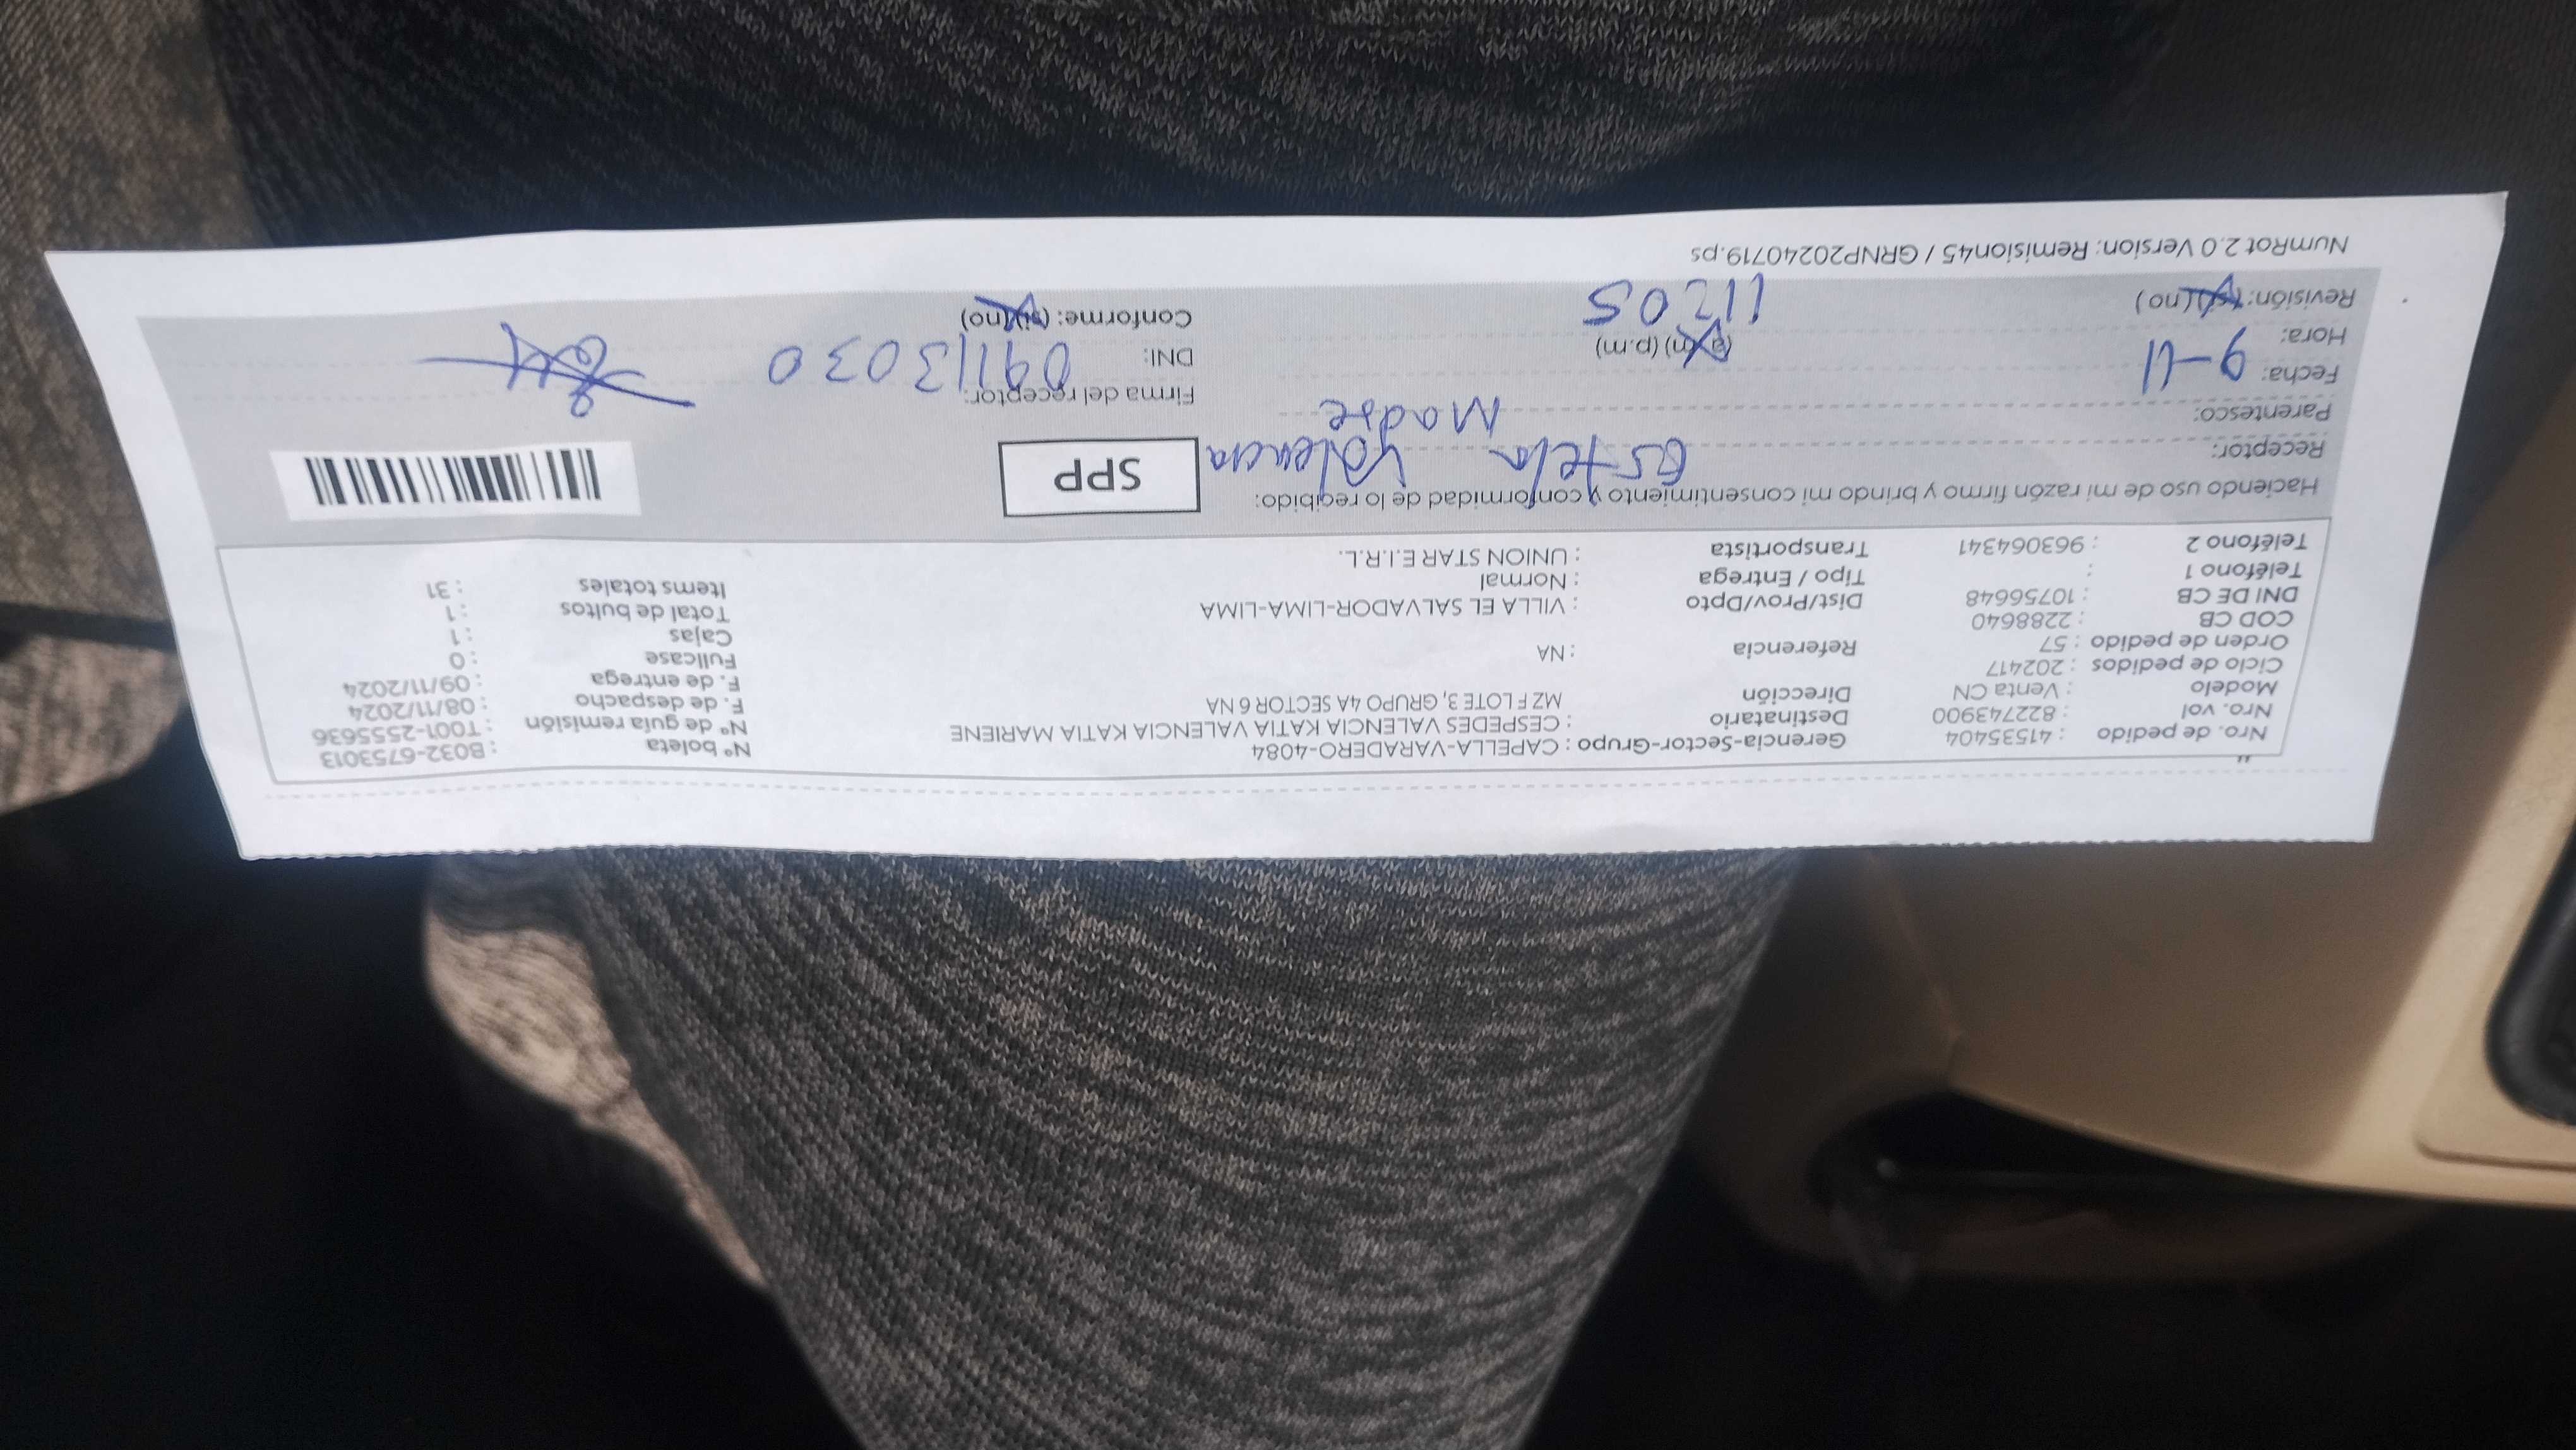 Nro. de pedido : 41535404 Gerencia-Sector-Grupo : CAPELLA-VARADERO-4084 Nº boleta : B032-6753013
Nro. vol : 822743900 Destinatario : CESPEDES VALENCIA KATIA VALENCIA KATIA MARIENE Nº de guía remisión : T001-2555636
Modelo : Venta CN Dirección MZ F LOTE 3, GRUPO 4A SECTOR 6 NA F. de despacho : 08/11/2024
Ciclo de pedidos : 202417 F. de entrega : 09/11/2024
Orden de pedido : 57 Referencia : NA Fullcase : 0
COD CB : 2288640 Cajas : 1
DNI DE CB : 10756648 Dist/Prov/Dpto : VILLA EL SALVADOR-LIMA-LIMA Total de bultos : 1
Teléfono 1 : Tipo / Entrega : Normal Items totales : 31
Teléfono 2 : 963064341 Transportista : UNION STAR E.I.R.L.
Haciendo uso de mi razón firmo y brindo mi consentimiento y conformidad de lo recibido:
Receptor: Estela Valencia SPP
Parentesco: Madre
Fecha: 9-11 Firma del receptor:
Hora: 11:05 (a.m) (p.m) DNI: 09113030
Revisión: (si) (no) Conforme: (si) (no)
NumRot 2.0 Version: Remision45 / GRNP20240719.ps